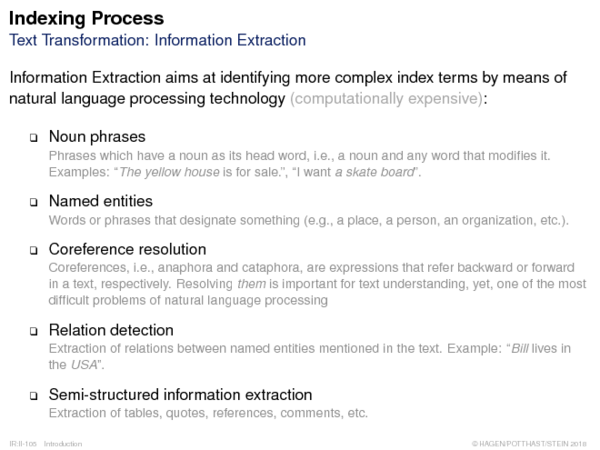 Indexing Process
Text Transformation: Information Extraction
Information Extraction aims at identifying more complex index terms by means of
natural language processing technology (computationally expensive):
❑ Noun phrases
Phrases which have a noun as its head word, i.e., a noun and any word that modifies it.
Examples: “The yellow house is for sale.”, “I want a skate board”.
❑ Named entities
Words or phrases that designate something (e.g., a place, a person, an organization, etc.).
❑ Coreference resolution
Coreferences, i.e., anaphora and cataphora, are expressions that refer backward or forward
in a text, respectively. Resolving them is important for text understanding, yet, one of the most
difficult problems of natural language processing
❑ Relation detection
Extraction of relations between named entities mentioned in the text. Example: “Bill lives in
the USA”.
❑ Semi-structured information extraction
Extraction of tables, quotes, references, comments, etc.
IR:II-105 Introduction © HAGEN/POTTHAST/STEIN 2018